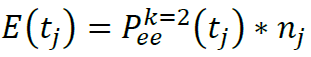 $E(t_j) = P_{ee}^{k=2}(t_j) * n_j$